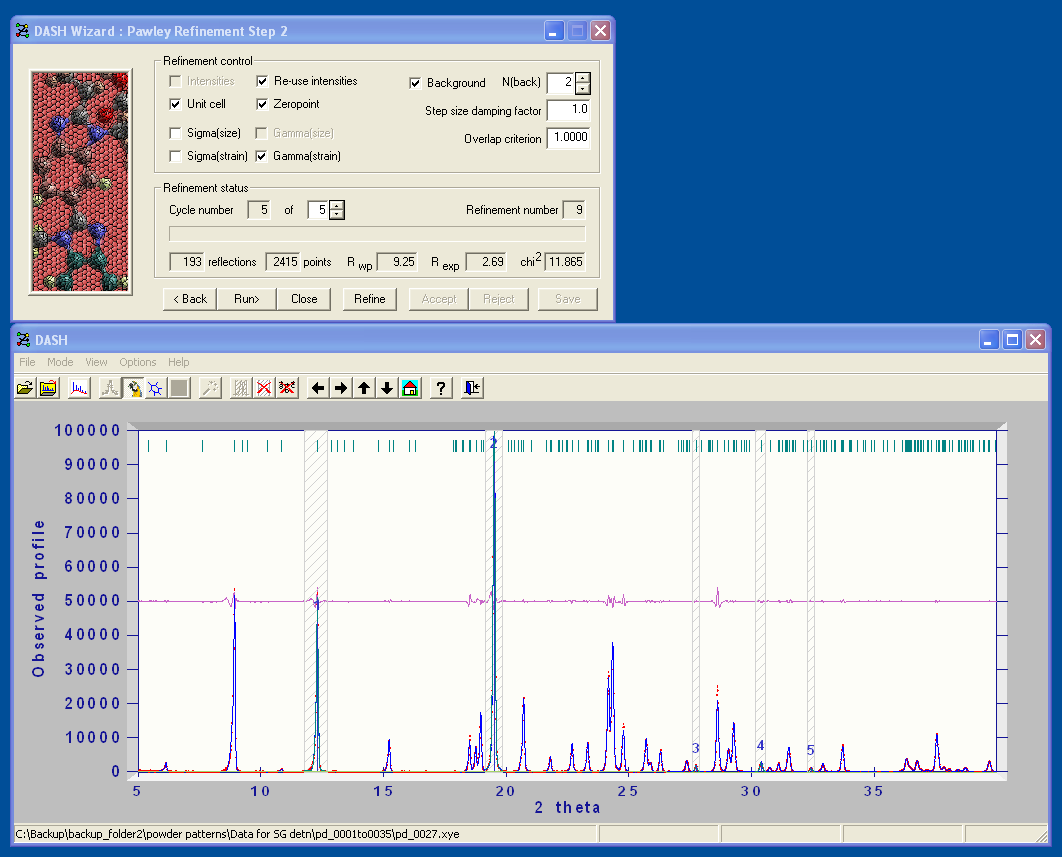 DASH Wizard : Pawley Refinement Step 2
Refinement control
Intensities Re-use intensities Background N(back) 2
Unit cell Zeropoint Step size damping factor 1.0
Sigma(size) Gamma(size) Overlap criterion 1.0000
Sigma(strain) Gamma(strain)
Refinement status
Cycle number 5 of 5 Refinement number 9
193 reflections 2415 points R wp 9.25 R exp 2.69 chi2 11.865
< Back Run> Close Refine Accept Reject Save
DASH
File Mode View Options Help
?
100000
90000
80000
70000
60000
50000
40000
30000
20000
10000
0
Observed profile
2
3 4 5
5 10 15 20 25 30 35
2 theta
C:\Backup\backup_folder2\powder patterns\Data for SG detn\pd_0001to0035\pd_0027.xye